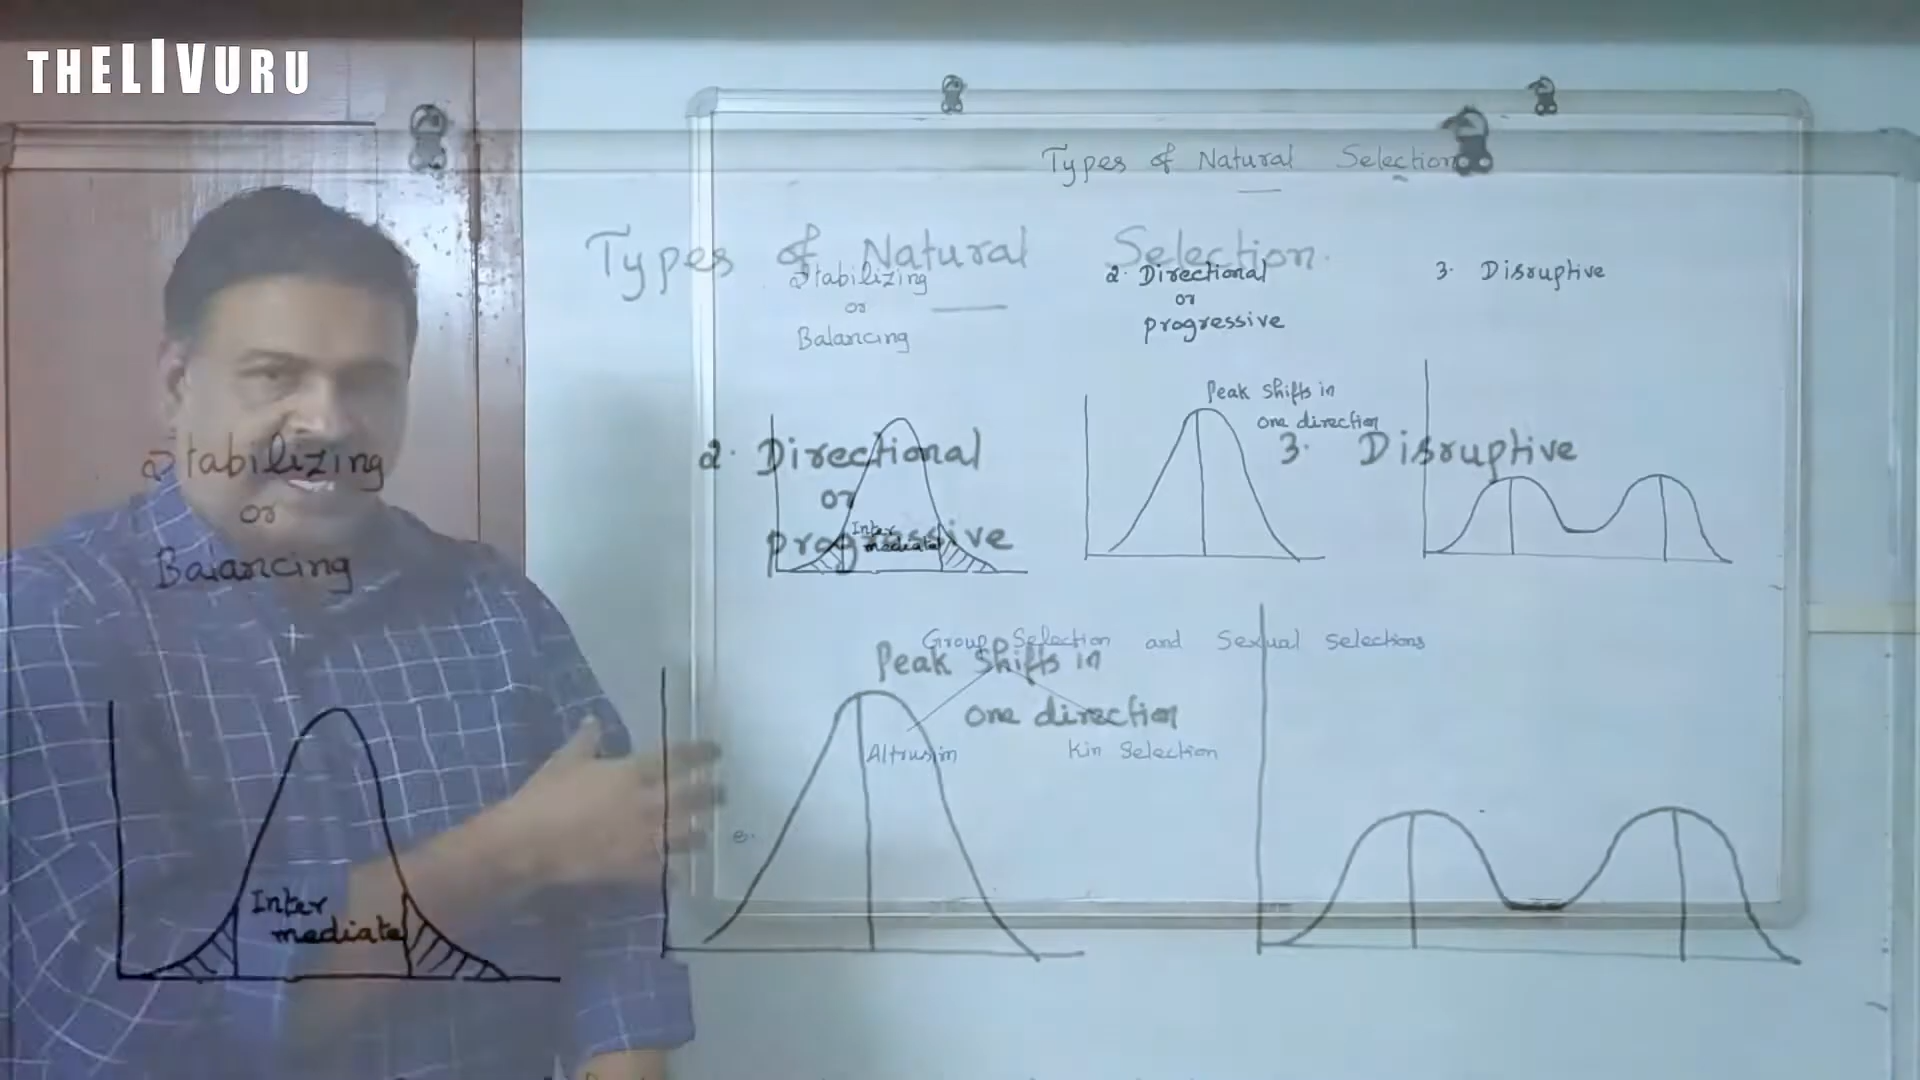 THELIVURU
Types of Natural Selection
Types of Natural Selection.
Stabilizing
or
Balancing
2. Directional
or
progressive
3. Disruptive
Peak Shifts in
one direction
Inter
mediate
Stabilizing
or
Balancing
2. Directional
or
progressive
3. Disruptive
Group Selection and Sexual Selections
Peak Shifts in
one direction
Altrusim
Kin Selection
Inter
mediate